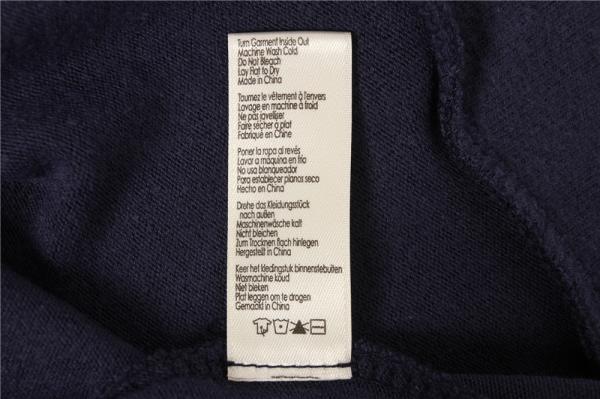 Turn Garment Inside Out
Machine Wash Cold
Do Not Bleach
Lay Flat to Dry
Made in China
Tournez le vêtement à l'envers
Lavage en machine à froid
Ne pas javelliser
Faire sécher à plat
Fabriqué en Chine
Poner la ropa al revés
Lavar a máquina en frío
No usa blanqueador
Para establecer planos seco
Hecho en China
Drehe das Kleidungsstück
nach außen
Maschinenwäsche kalt
Nicht bleichen
Zum Trocknen flach hinlegen
Hergestellt in China
Keer het kledingstuk binnenstebuiten
Wasmachine koud
Niet bleken
Plat leggen om te drogen
Gemaakt in China